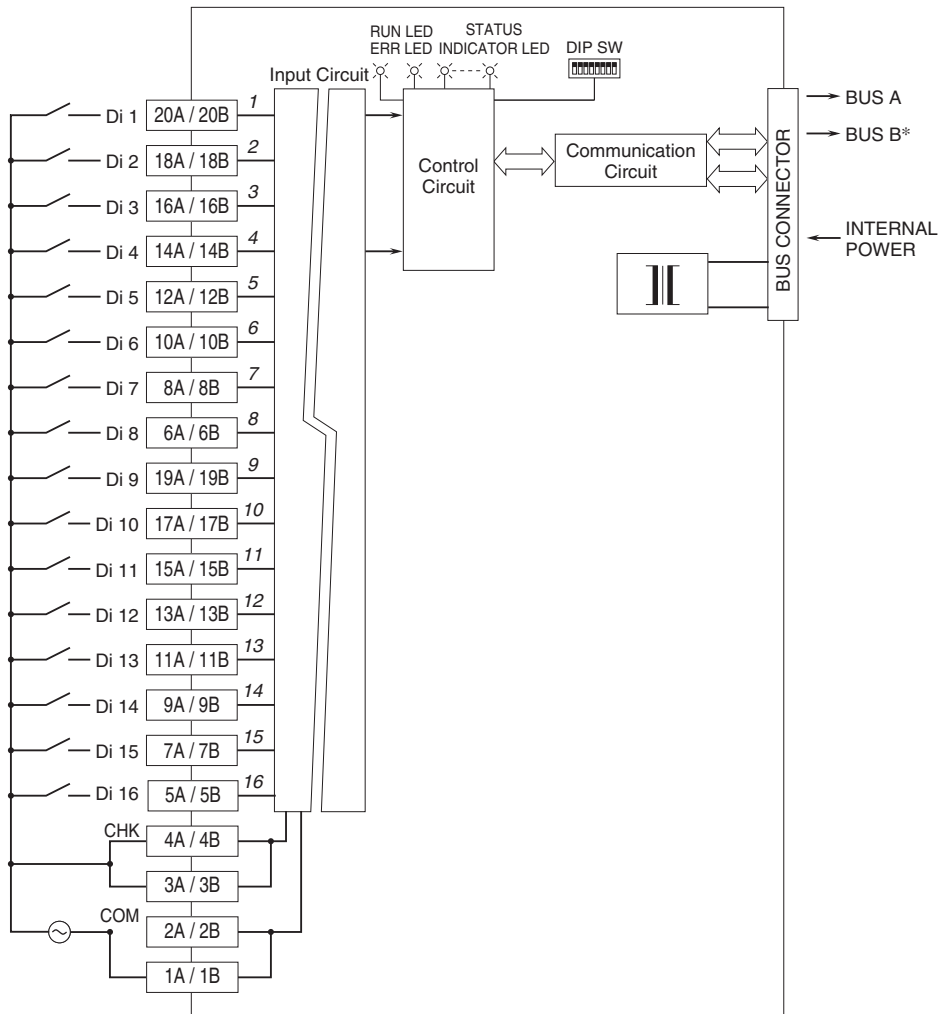 RUN LED
ERR LED
STATUS
INDICATOR LED
DIP SW
Input Circuit
Di 1 20A / 20B 1
Di 2 18A / 18B 2
Di 3 16A / 16B 3
Di 4 14A / 14B 4
Di 5 12A / 12B 5
Di 6 10A / 10B 6
Di 7 8A / 8B 7
Di 8 6A / 6B 8
Di 9 19A / 19B 9
Di 10 17A / 17B 10
Di 11 15A / 15B 11
Di 12 13A / 13B 12
Di 13 11A / 11B 13
Di 14 9A / 9B 14
Di 15 7A / 7B 15
Di 16 5A / 5B 16
CHK 4A / 4B
3A / 3B
COM 2A / 2B
1A / 1B
Control
Circuit
Communication
Circuit
BUS CONNECTOR
BUS A
BUS B*
INTERNAL
POWER